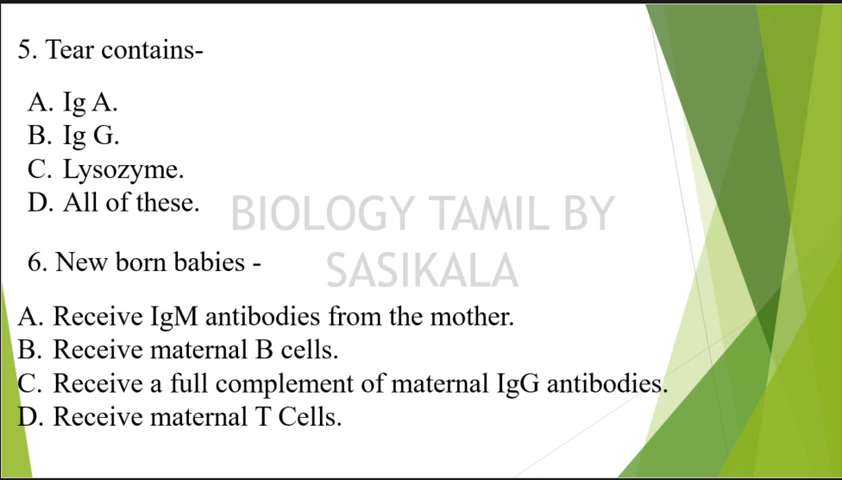 5. Tear contains-
A. Ig A.
B. Ig G.
C. Lysozyme.
D. All of these.
BIOLOGY TAMIL BY
SASIKALA
6. New born babies -
A. Receive IgM antibodies from the mother.
B. Receive maternal B cells.
C. Receive a full complement of maternal IgG antibodies.
D. Receive maternal T Cells.